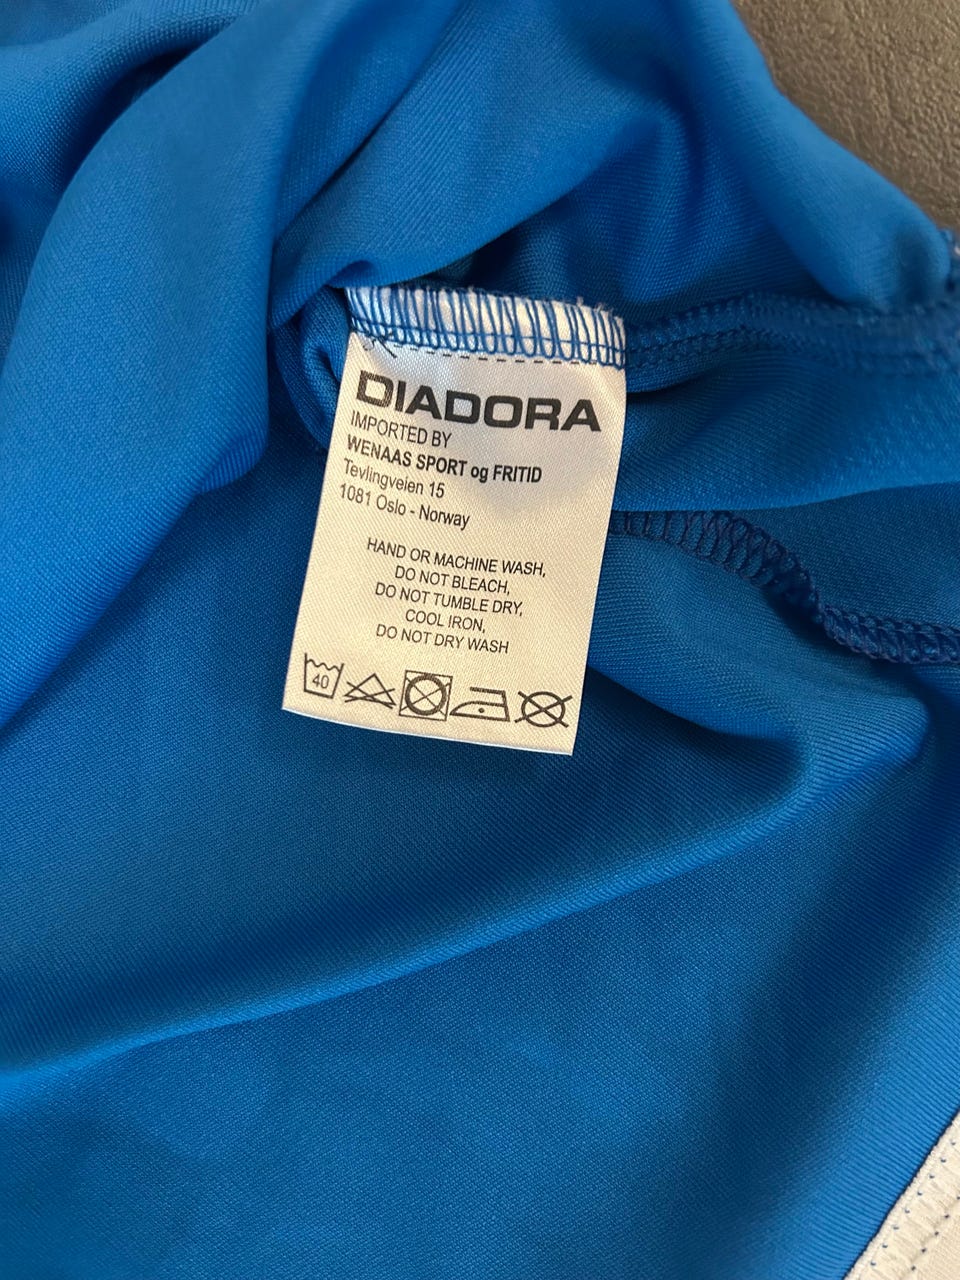 DIADORA
IMPORTED BY
WENAAS SPORT og FRITID
Tevlingveien 15
1081 Oslo - Norway
HAND OR MACHINE WASH,
DO NOT BLEACH,
DO NOT TUMBLE DRY,
COOL IRON,
DO NOT DRY WASH
40